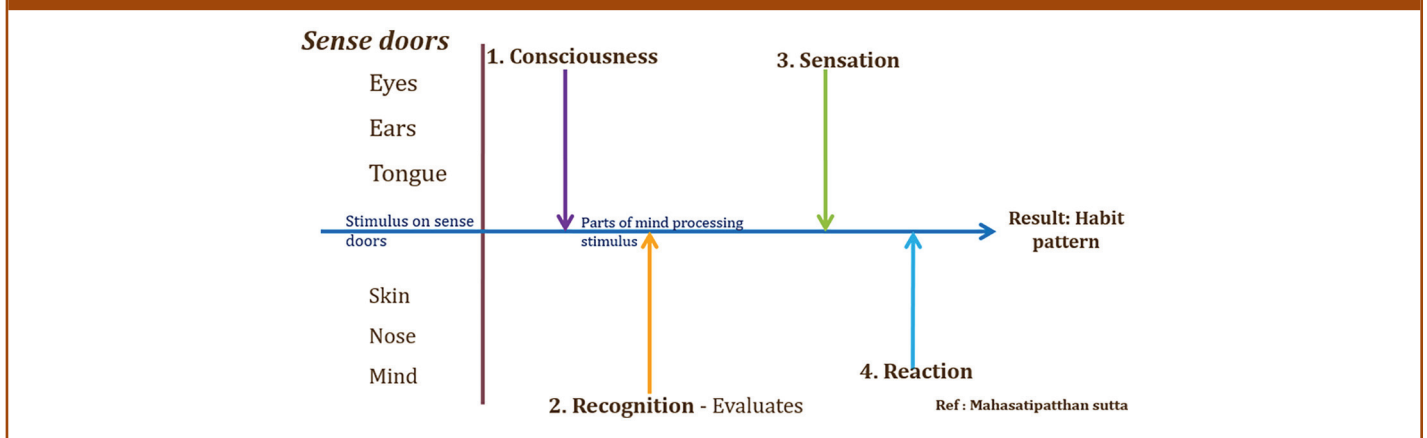 Sense doors
Eyes
Ears
Tongue
Stimulus on sense
doors
Skin
Nose
Mind
1. Consciousness
3. Sensation
Parts of mind processing
stimulus
Result: Habit
pattern
2. Recognition - Evaluates
4. Reaction
Ref : Mahasatipatthan sutta